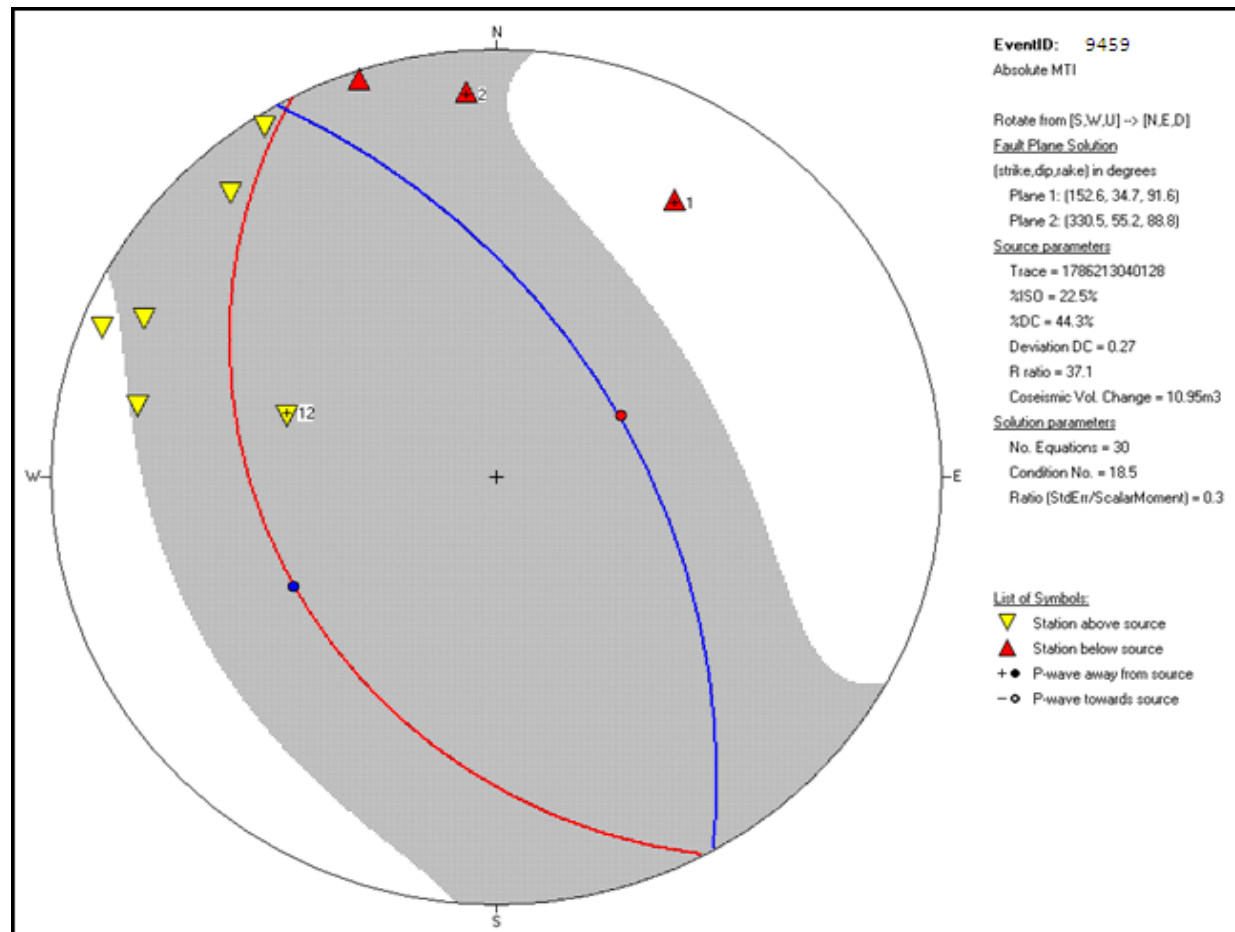 N
W
E
S
2
1
12
EventID: 9459
Absolute MTI
Rotate from [S,W,U] --> [N,E,D]
Fault Plane Solution
(strike,dip,rake) in degrees
Plane 1: (152.6, 34.7, 91.6)
Plane 2: (330.5, 55.2, 88.8)
Source parameters
Trace = 1786213040128
%ISO = 22.5%
%DC = 44.3%
Deviation DC = 0.27
R ratio = 37.1
Coseismic Vol. Change = 10.95m3
Solution parameters
No. Equations = 30
Condition No. = 18.5
Ratio (StdErr/ScalarMoment) = 0.3
List of Symbols:
Station above source
Station below source
+ ● P-wave away from source
− ○ P-wave towards source